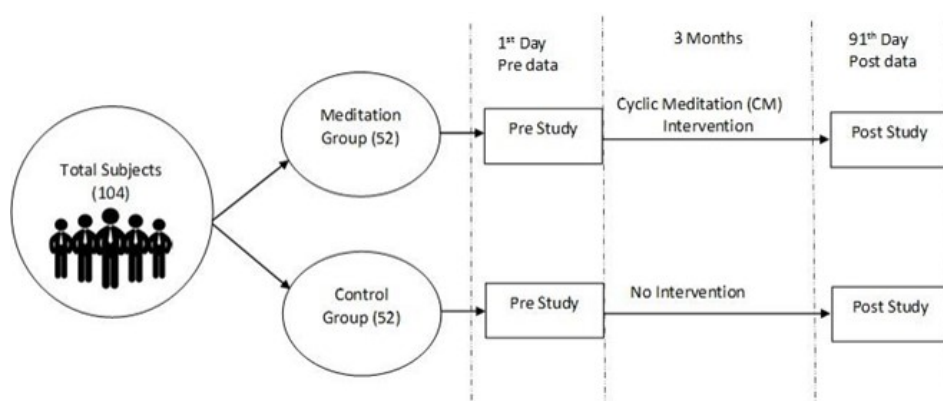 1st Day
Pre data
3 Months
91th Day
Post data
Total Subjects
(104)
Meditation
Group (52)
Pre Study
Cyclic Meditation (CM)
Intervention
Post Study
Control
Group (52)
Pre Study
No Intervention
Post Study